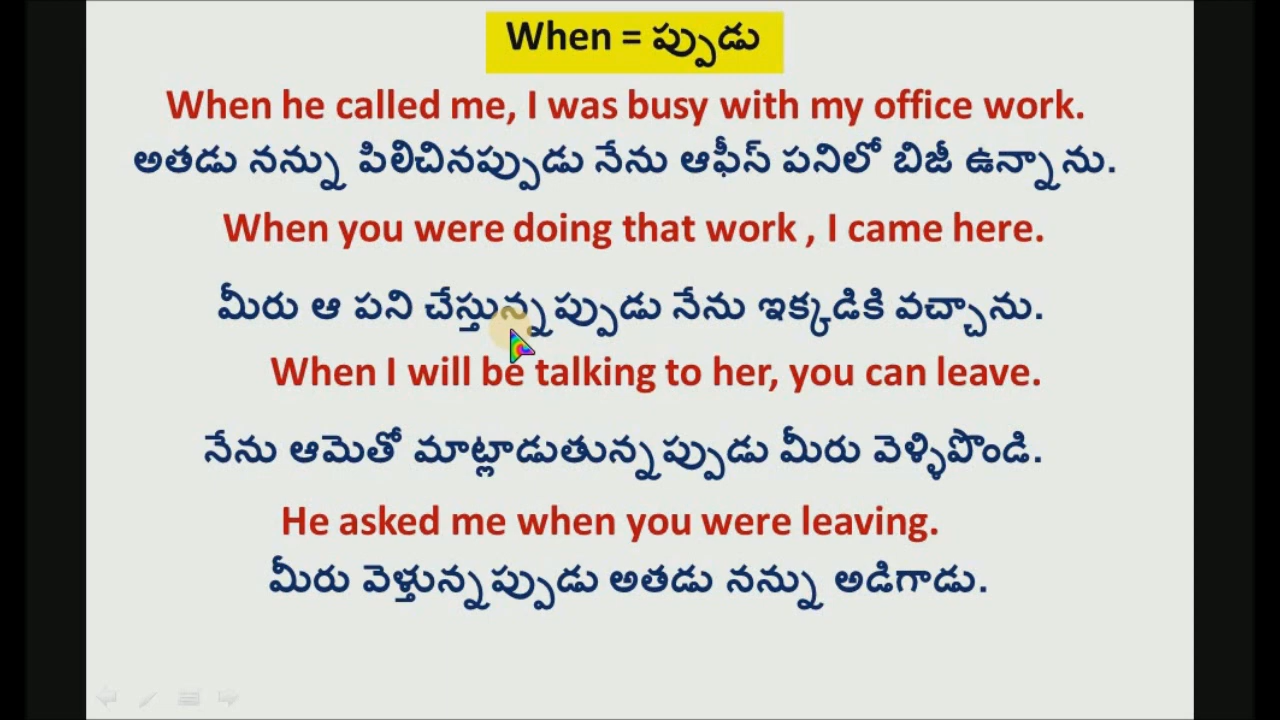 When = ప్పుడు
When he called me, I was busy with my office work.
అతడు నన్ను పిలిచినప్పుడు నేను ఆఫీస్ పనిలో బిజీ ఉన్నాను.
When you were doing that work , I came here.
మీరు ఆ పని చేస్తున్నప్పుడు నేను ఇక్కడికి వచ్చాను.
When I will be talking to her, you can leave.
నేను ఆమెతో మాట్లాడుతున్నప్పుడు మీరు వెళ్ళిపొండి.
He asked me when you were leaving.
మీరు వెళ్తున్నప్పుడు అతడు నన్ను అడిగాడు.